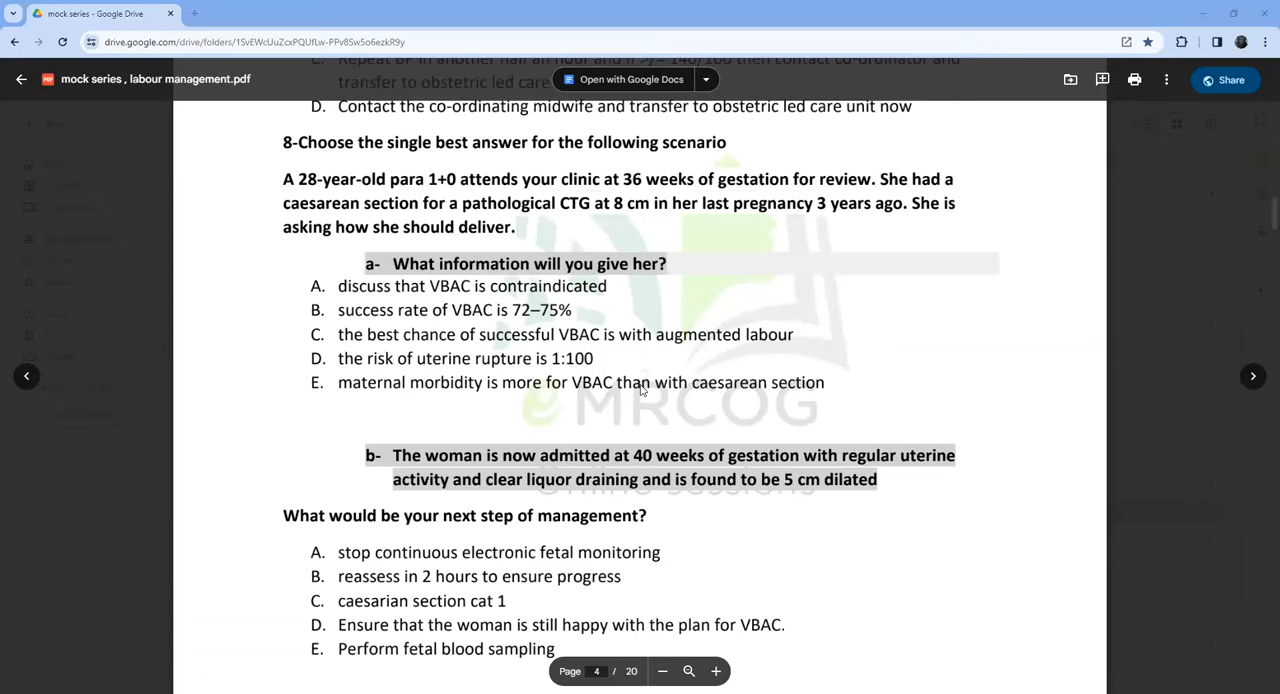 mock series - Google Drive
drive.google.com/drive/folders/1SvEWcUuZcxPQUfLw-PPv8Sw5o6ezkR9y
mock series , labour management.pdf
Open with Google Docs
Share
transfer to obstetric led care
D. Contact the co-ordinating midwife and transfer to obstetric led care unit now
8-Choose the single best answer for the following scenario
A 28-year-old para 1+0 attends your clinic at 36 weeks of gestation for review. She had a
caesarean section for a pathological CTG at 8 cm in her last pregnancy 3 years ago. She is
asking how she should deliver.
a- What information will you give her?
A. discuss that VBAC is contraindicated
B. success rate of VBAC is 72–75%
C. the best chance of successful VBAC is with augmented labour
D. the risk of uterine rupture is 1:100
E. maternal morbidity is more for VBAC than with caesarean section
eMRCOG
Online sessions
b- The woman is now admitted at 40 weeks of gestation with regular uterine
activity and clear liquor draining and is found to be 5 cm dilated
What would be your next step of management?
A. stop continuous electronic fetal monitoring
B. reassess in 2 hours to ensure progress
C. caesarian section cat 1
D. Ensure that the woman is still happy with the plan for VBAC.
E. Perform fetal blood sampling
Page 4 / 20